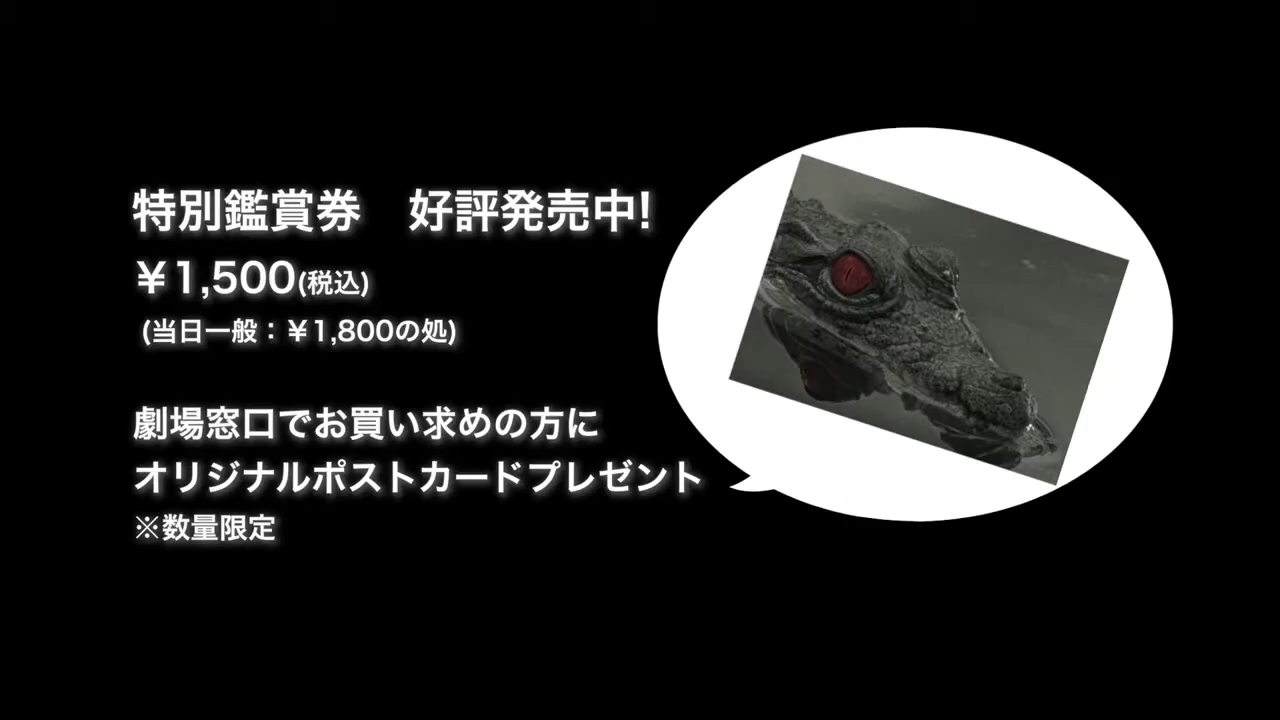 特別鑑賞券　好評発売中!
￥1,500(税込)
(当日一般：￥1,800の処)
劇場窓口でお買い求めの方に
オリジナルポストカードプレゼント
※数量限定